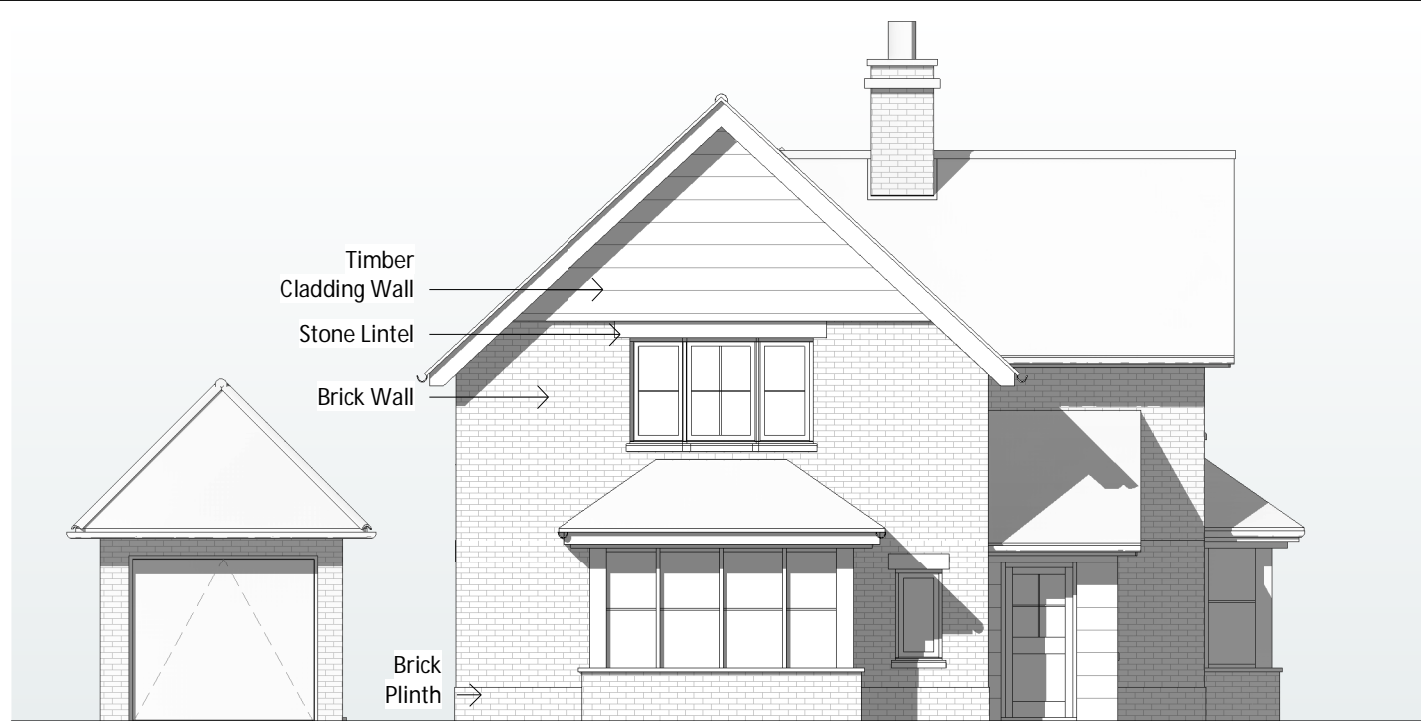 Timber
Cladding Wall
Stone Lintel
Brick Wall
Brick
Plinth